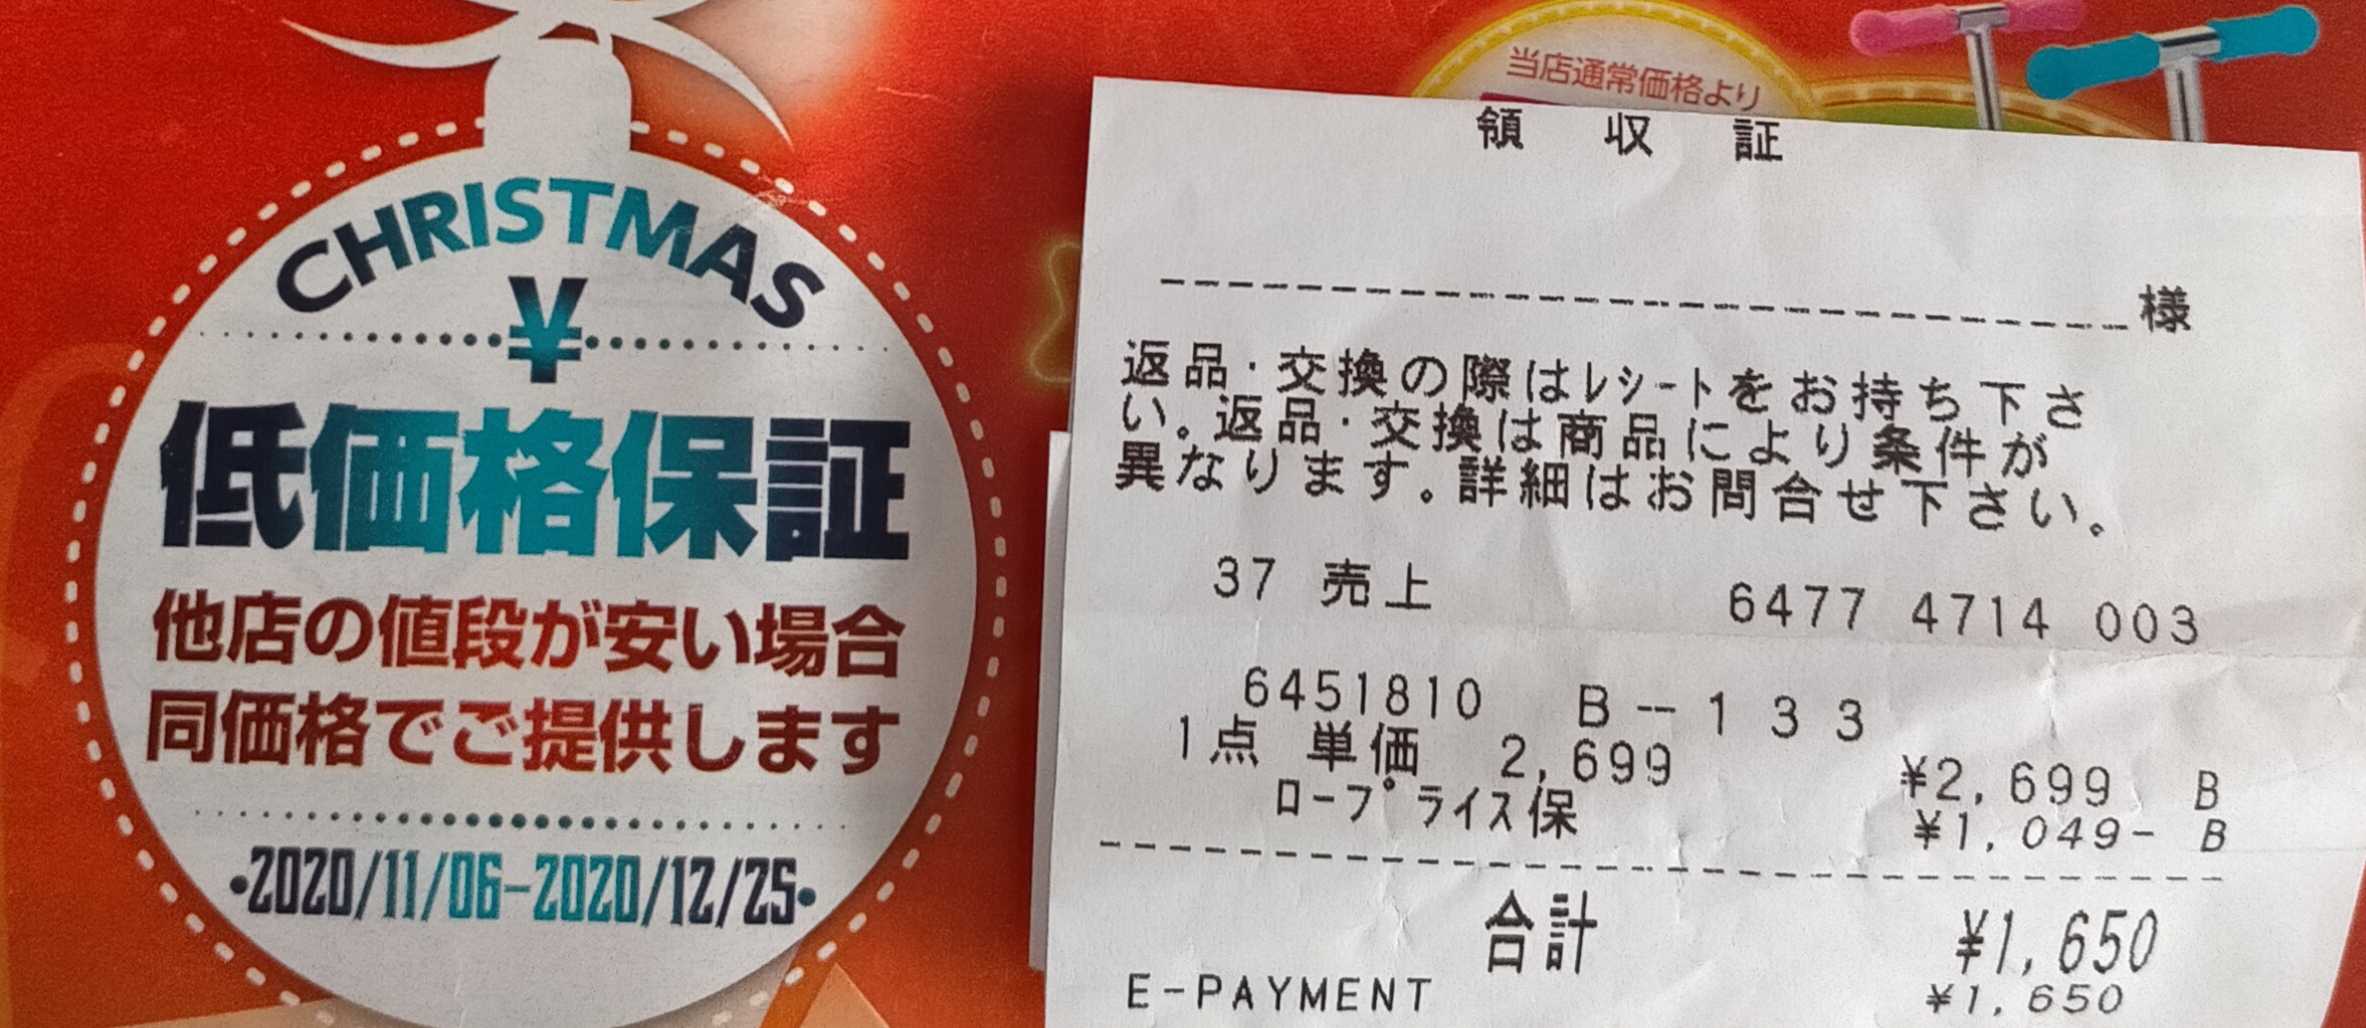 CHRISTMAS
¥
低価格保証
他店の値段が安い場合
同価格でご提供します
•2020/11/06-2020/12/25•
当店通常価格より
領 収 証
様
返品・交換の際はﾚｼｰﾄをお持ち下さ
い。返品・交換は商品により条件が
異なります。詳細はお問合せ下さい。
37 売上 6477 4714 003
6451810 B-133
1点 単価 2,699 ¥2,699 B
ﾛｰﾌﾟﾗｲｽ保 ¥1,049- B
合計 ¥1,650
E-PAYMENT ¥1,650